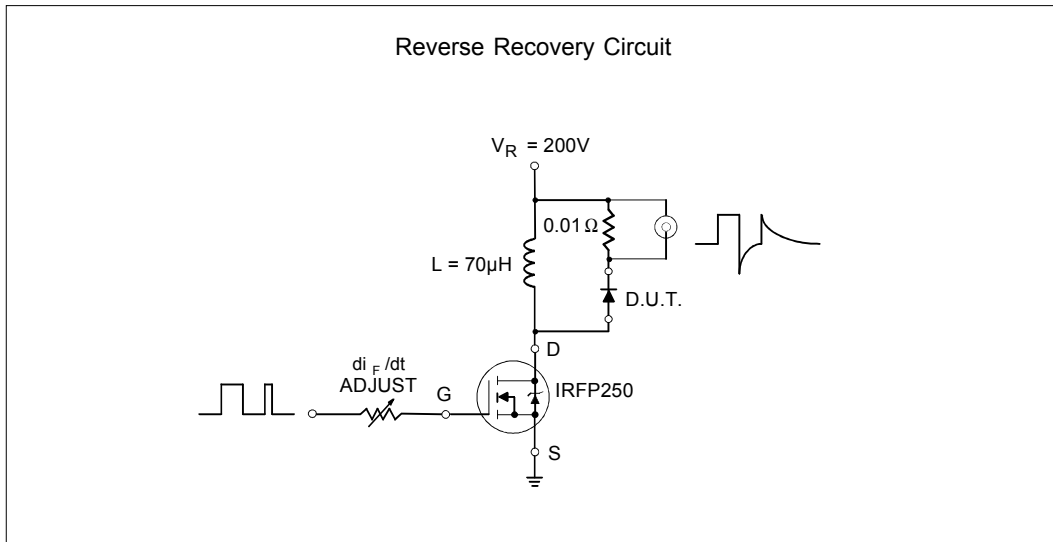 Reverse Recovery Circuit
V_R = 200V
0.01 Ω
L = 70µH
D.U.T.
D
di_F/dt
ADJUST
G
IRFP250
S